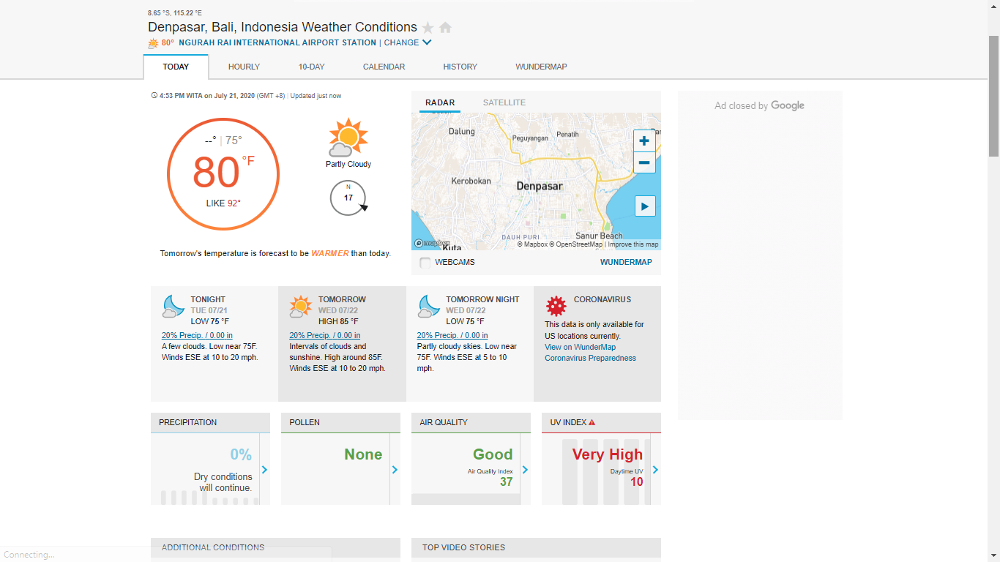 8.65 °S, 115.22 °E
Denpasar, Bali, Indonesia Weather Conditions
80° NGURAH RAI INTERNATIONAL AIRPORT STATION | CHANGE
TODAY HOURLY 10-DAY CALENDAR HISTORY WUNDERMAP
4:53 PM WITA on July 21, 2020 (GMT +8) | Updated just now
--° | 75°
80 °F
LIKE 92°
Partly Cloudy
N
17
Tomorrow's temperature is forecast to be WARMER than today.
RADAR SATELLITE
Dalung
Peguyangan
Penatih
Kerobokan
Denpasar
DAUH PURI
Sanur Beach
Kuta
mapbox
© Mapbox © OpenStreetMap | Improve this map
WEBCAMS
WUNDERMAP
Ad closed by Google
TONIGHT
TUE 07/21
LOW 75 °F
20% Precip. / 0.00 in
A few clouds. Low near 75F.
Winds ESE at 10 to 20 mph.
TOMORROW
WED 07/22
HIGH 85 °F
20% Precip. / 0.00 in
Intervals of clouds and
sunshine. High around 85F.
Winds ESE at 10 to 20 mph.
TOMORROW NIGHT
WED 07/22
LOW 75 °F
20% Precip. / 0.00 in
Partly cloudy skies. Low near
75F. Winds ESE at 5 to 10
mph.
CORONAVIRUS
This data is only available for
US locations currently.
View on WunderMap
Coronavirus Preparedness
PRECIPITATION
0%
Dry conditions
will continue.
POLLEN
None
AIR QUALITY
Good
Air Quality Index
37
UV INDEX
Very High
Daytime UV
10
ADDITIONAL CONDITIONS
TOP VIDEO STORIES
Connecting...